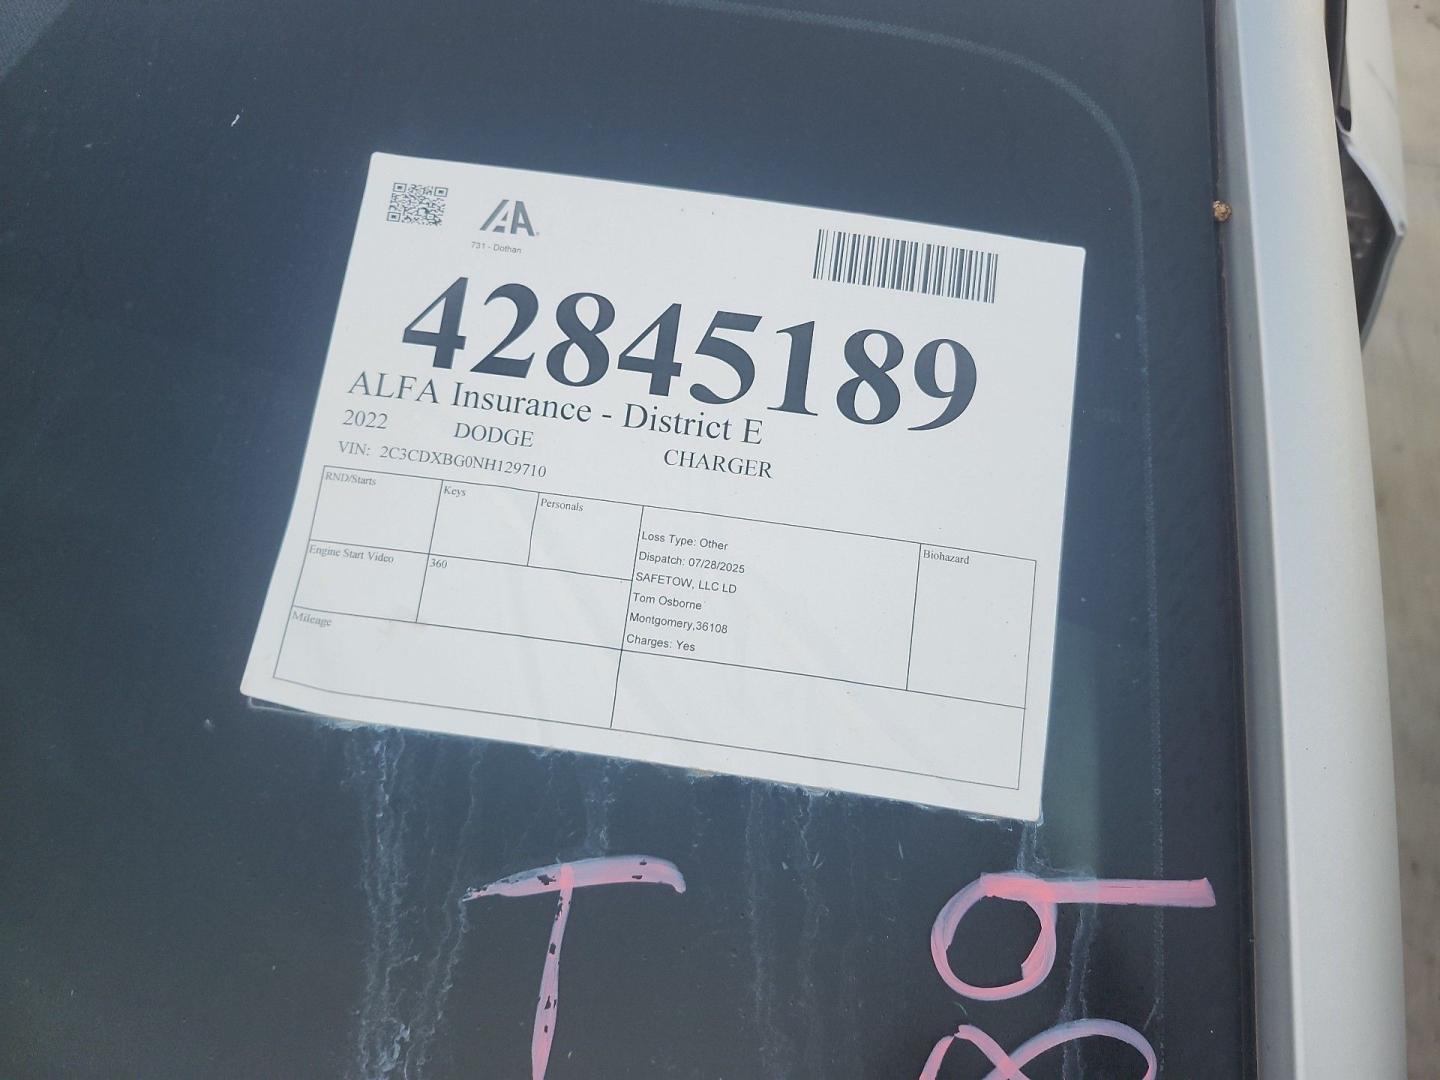 IAA
731 - Dothan
42845189
ALFA Insurance - District E
2022 DODGE CHARGER
VIN: 2C3CDXBG0NH129710
RND/Starts
Keys
Personals
Engine Start Video
360
Mileage
Loss Type: Other
Dispatch: 07/28/2025
SAFETOW, LLC LD
Tom Osborne
Montgomery,36108
Charges: Yes
Biohazard
T